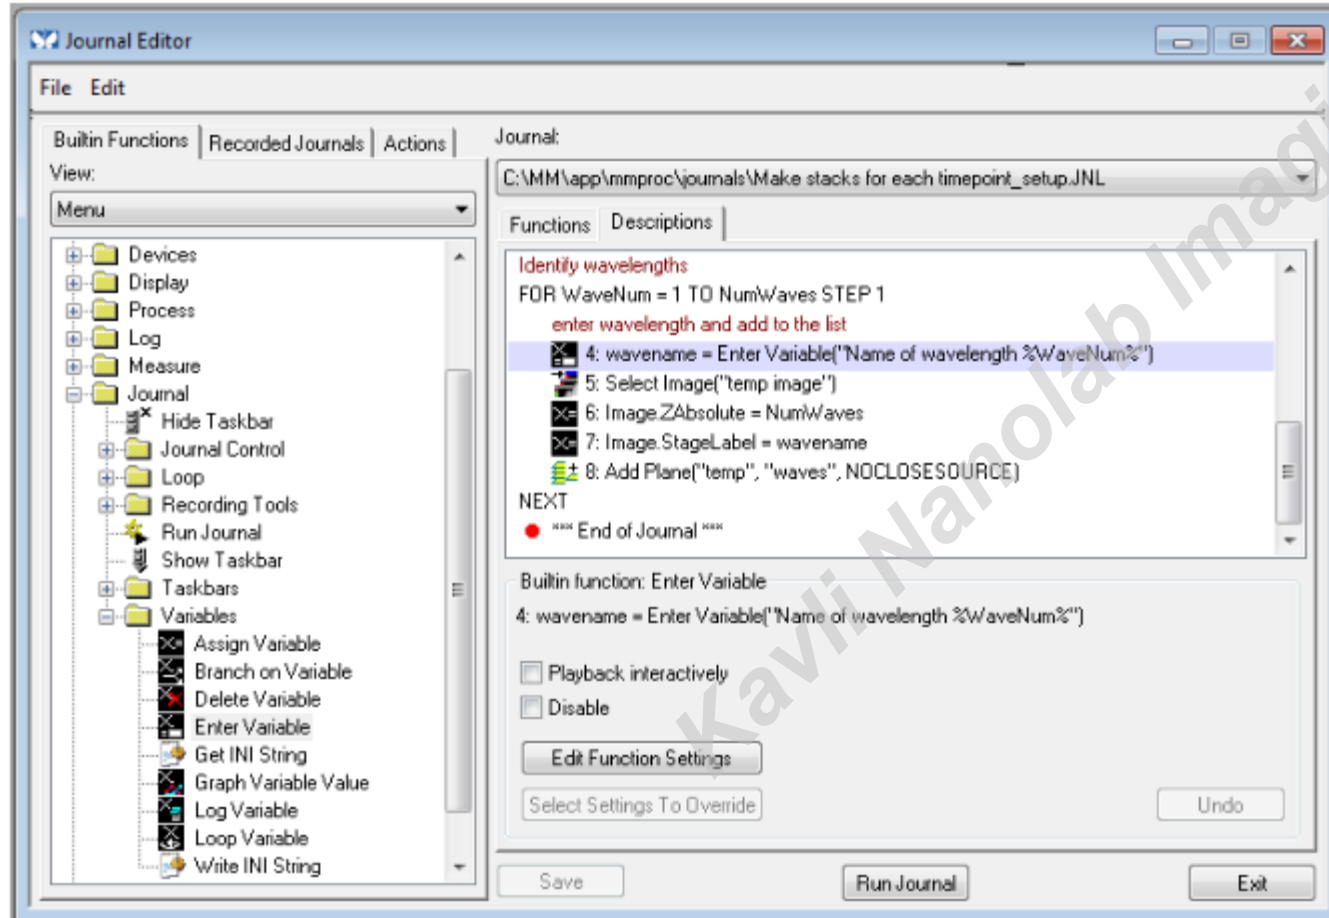 Journal Editor
File Edit
Builtin Functions Recorded Journals Actions
View:
Menu
Devices
Display
Process
Log
Measure
Journal
Hide Taskbar
Journal Control
Loop
Recording Tools
Run Journal
Show Taskbar
Taskbars
Variables
Assign Variable
Branch on Variable
Delete Variable
Enter Variable
Get INI String
Graph Variable Value
Log Variable
Loop Variable
Write INI String
Journal:
C:\MM\app\mmproc\journals\Make stacks for each timepoint_setup.JNL
Functions Descriptions
Identify wavelengths
FOR WaveNum = 1 TO NumWaves STEP 1
enter wavelength and add to the list
4: wavename = Enter Variable("Name of wavelength %WaveNum%")
5: Select Image("temp image")
6: Image.ZAbsolute = NumWaves
7: Image.StageLabel = wavename
8: Add Plane("temp", "waves", NOCLOSESOURCE)
NEXT
*** End of Journal ***
Builtin function: Enter Variable
4: wavename = Enter Variable("Name of wavelength %WaveNum%")
Playback interactively
Disable
Edit Function Settings
Select Settings To Override Undo
Save Run Journal Exit
Kavli Nanolab Imagi